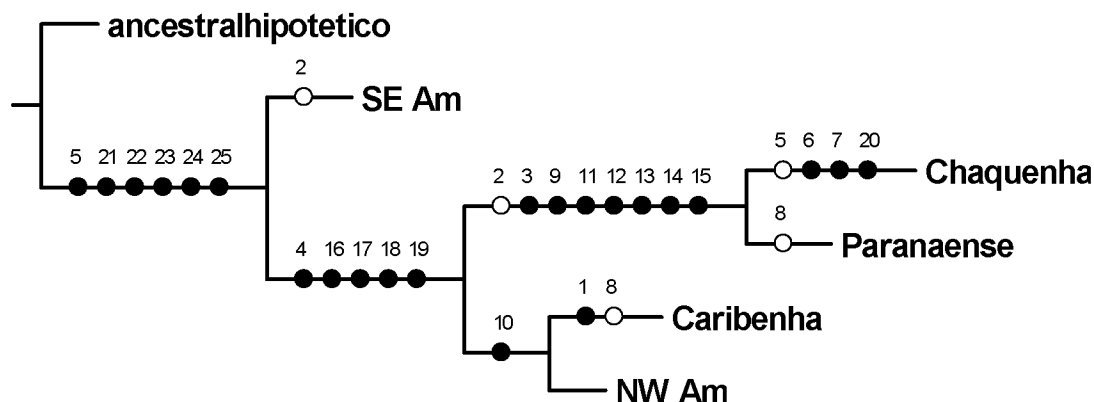 ancestralhipotetico
2
SE Am
5 21 22 23 24 25
5 6 7 20
Chaquenha
2 3 9 11 12 13 14 15
8
Paranaense
4 16 17 18 19
1 8
Caribenha
10
NW Am